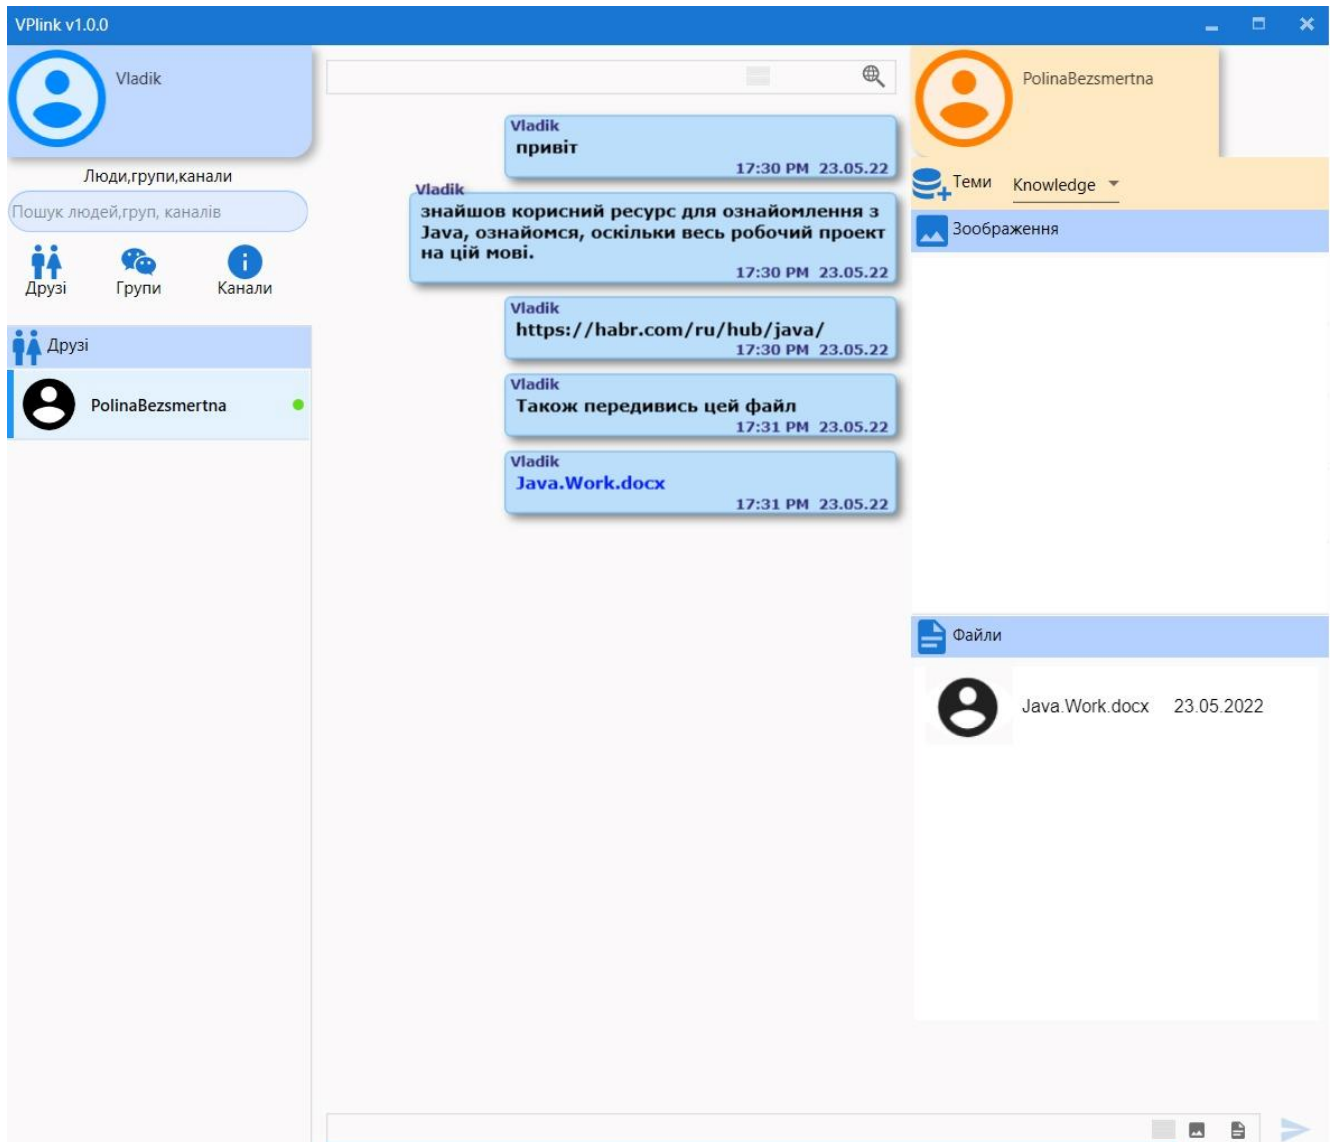 VPlink v1.0.0
Vladik
Люди,групи,канали
Пошук людей,груп, каналів
Друзі
Групи
Канали
Друзі
PolinaBezsmertna
Vladik
привіт
17:30 PM 23.05.22
Vladik
знайшов корисний ресурс для ознайомлення з
Java, ознайомся, оскільки весь робочий проект
на цій мові.
17:30 PM 23.05.22
Vladik
https://habr.com/ru/hub/java/
17:30 PM 23.05.22
Vladik
Також передивись цей файл
17:31 PM 23.05.22
Vladik
Java.Work.docx
17:31 PM 23.05.22
PolinaBezsmertna
Теми Knowledge
Зоображення
Файли
Java.Work.docx 23.05.2022